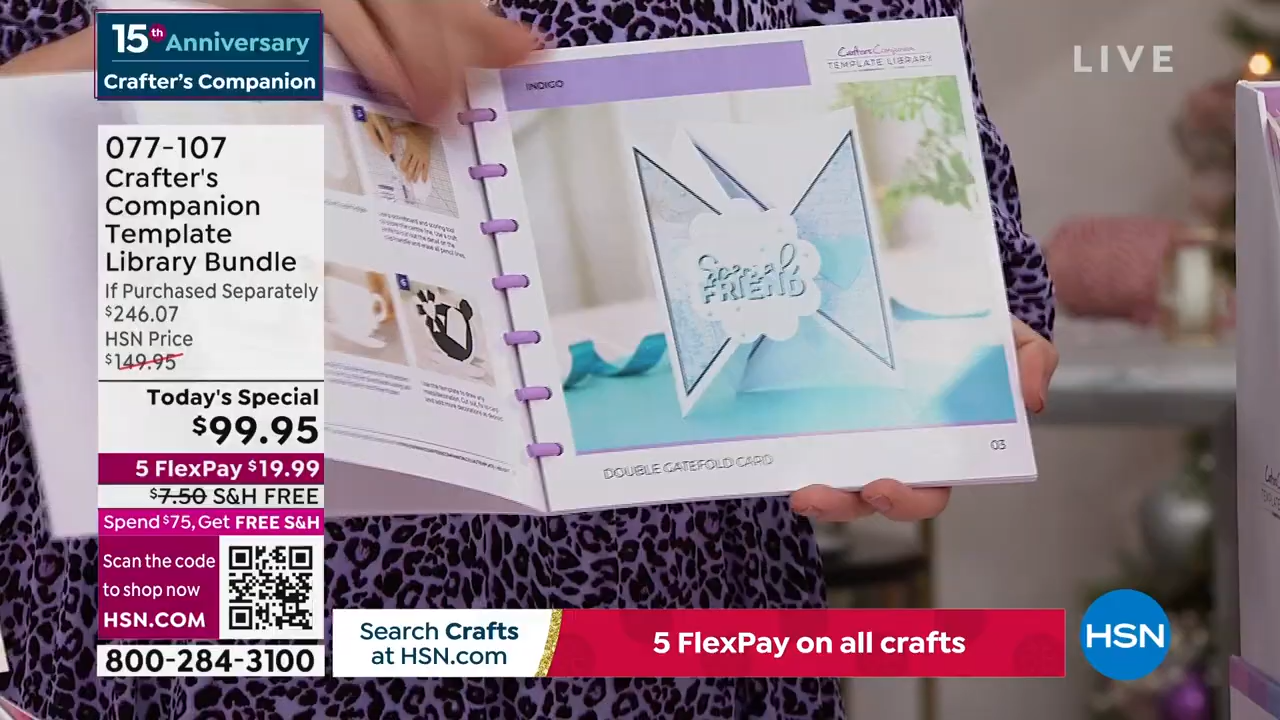 15th Anniversary
Crafter's Companion
077-107
Crafter's
Companion
Template
Library Bundle
If Purchased Separately
$246.07
HSN Price
$149.95
Today's Special
$99.95
5 FlexPay $19.99
$7.50 S&H FREE
Spend $75, Get FREE S&H
Scan the code
to shop now
HSN.COM
800-284-3100
INDIGO
Crafter's Companion
TEMPLATE LIBRARY
Special
FRIEND
DOUBLE GATEFOLD CARD
03
LIVE
Search Crafts
at HSN.com
5 FlexPay on all crafts
HSN